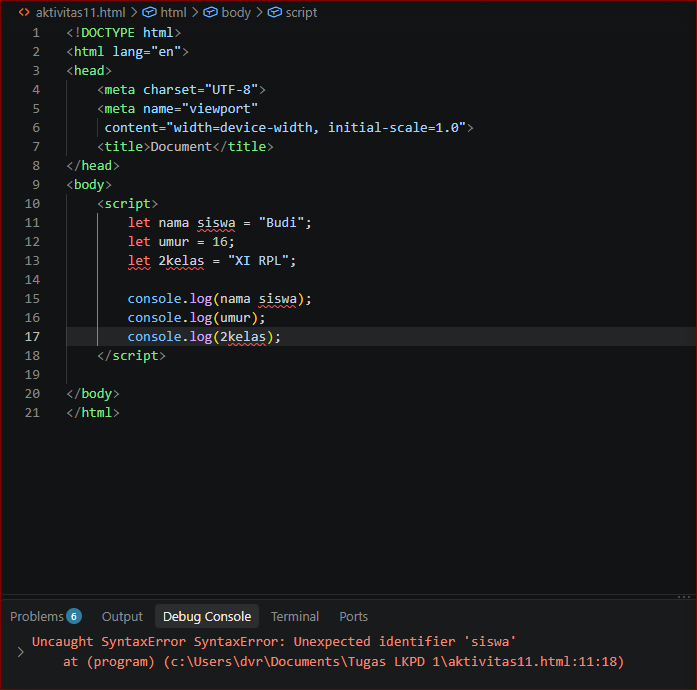 aktivitas11.html > html > body > script
1 <!DOCTYPE html>
2 <html lang="en">
3 <head>
4     <meta charset="UTF-8">
5     <meta name="viewport"
6      content="width=device-width, initial-scale=1.0">
7     <title>Document</title>
8 </head>
9 <body>
10     <script>
11         let nama siswa = "Budi";
12         let umur = 16;
13         let 2kelas = "XI RPL";
14
15         console.log(nama siswa);
16         console.log(umur);
17         console.log(2kelas);
18     </script>
19
20 </body>
21 </html>
Problems 6 Output Debug Console Terminal Ports
Uncaught SyntaxError SyntaxError: Unexpected identifier 'siswa'
    at (program) (c:\Users\dvr\Documents\Tugas LKPD 1\aktivitas11.html:11:18)